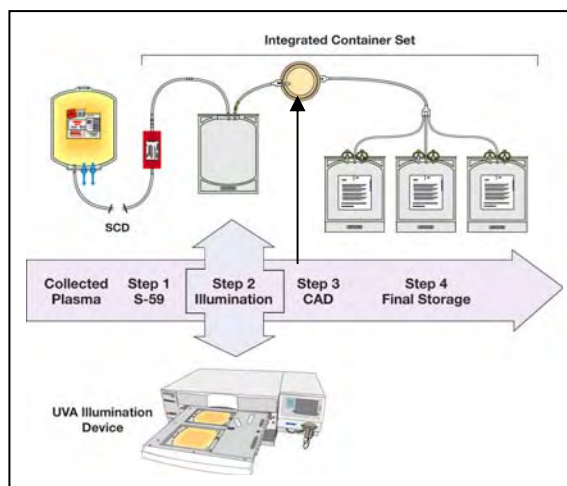 Integrated Container Set
SCD
Collected
Plasma
Step 1
S-59
Step 2
Illumination
Step 3
CAD
Step 4
Final Storage
UVA Illumination
Device